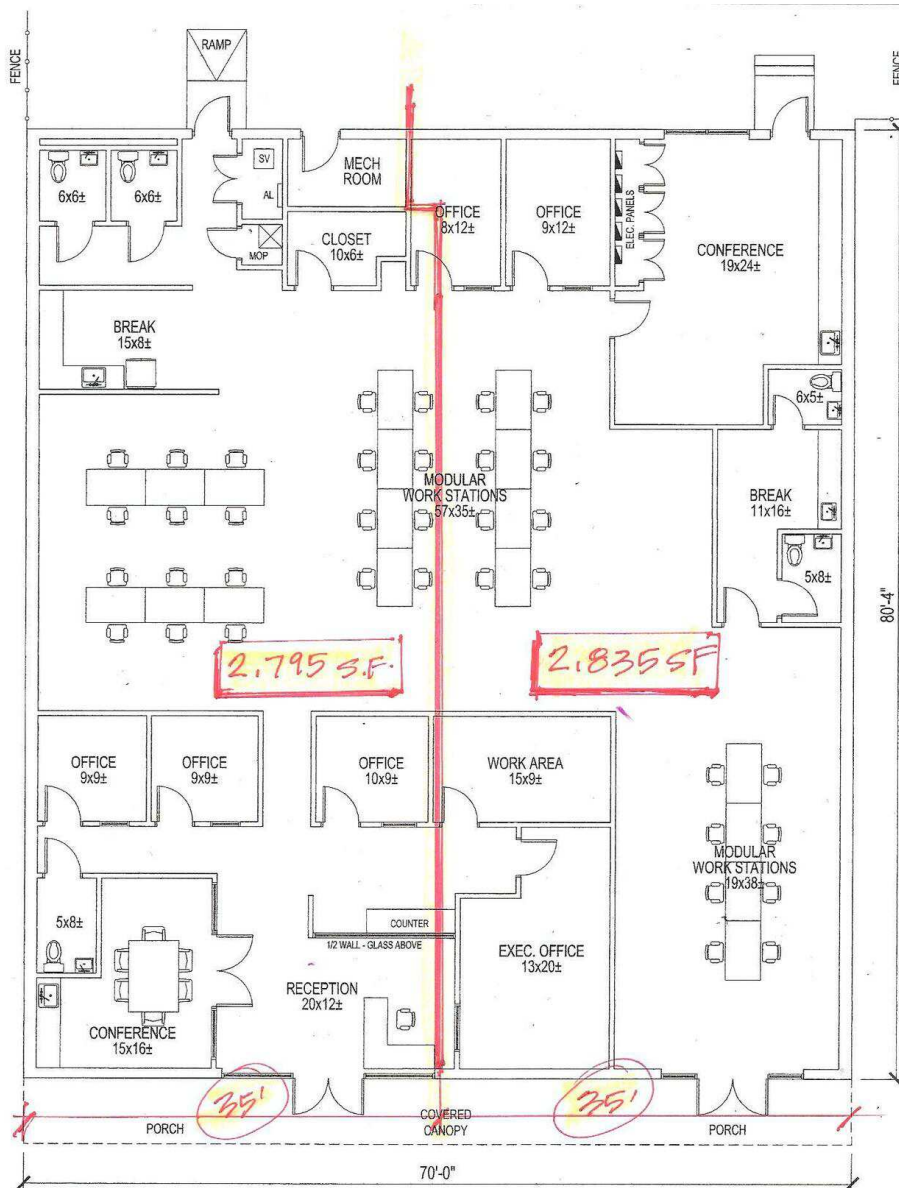 RAMP
FENCE
FENCE
6x6±
6x6±
SV
AL
MOP
MECH
ROOM
CLOSET
10x6±
OFFICE
8x12±
OFFICE
9x12±
ELEC. PANELS
CONFERENCE
19x24±
BREAK
15x8±
6x5±
MODULAR
WORK STATIONS
57x35±
BREAK
11x16±
5x8±
80'-4"
2.795 S.F.
2.835 SF
OFFICE
9x9±
OFFICE
9x9±
OFFICE
10x9±
WORK AREA
15x9±
MODULAR
WORK STATIONS
19x38±
5x8±
COUNTER
1/2 WALL - GLASS ABOVE
EXEC. OFFICE
13x20±
RECEPTION
20x12±
CONFERENCE
15x16±
35'
35'
PORCH
COVERED
CANOPY
PORCH
70'-0"